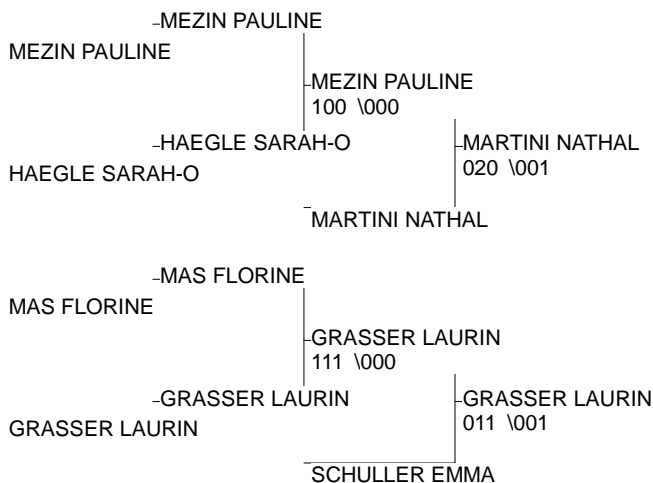 MEZIN PAULINE
MEZIN PAULINE
MEZIN PAULINE
100 \000
HAEGLE SARAH-O
MARTINI NATHAL
020 \001
HAEGLE SARAH-O
MARTINI NATHAL
MAS FLORINE
MAS FLORINE
GRASSER LAURIN
111 \000
GRASSER LAURIN
GRASSER LAURIN
011 \001
GRASSER LAURIN
SCHULLER EMMA